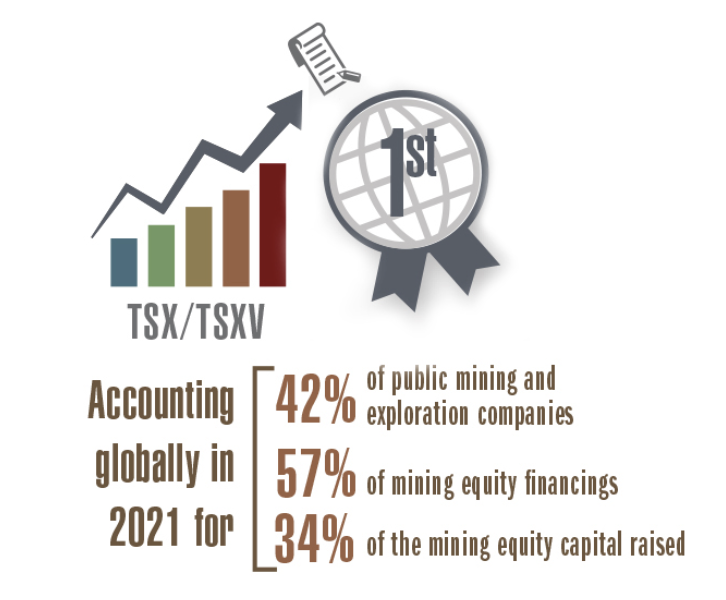 1st
TSX/TSXV
Accounting
globally in
2021 for
42% of public mining and
exploration companies
57% of mining equity financings
34% of the mining equity capital raised